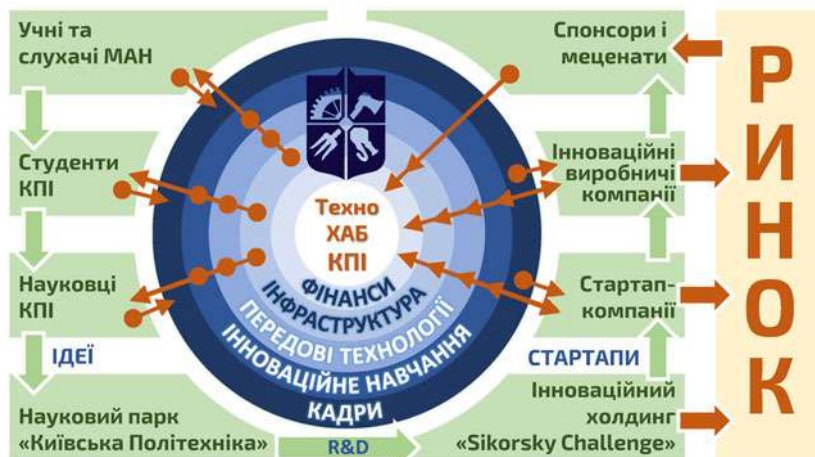 Учні та
слухачі МАН
Студенти
КПІ
Науковці
КПІ
ІДЕЇ
Науковий парк
«Київська Політехніка»
R&D
Техно
ХАБ
КПІ
ФІНАНСИ
ІНФРАСТРУКТУРА
ПЕРЕДОВІ ТЕХНОЛОГІЇ
ІННОВАЦІЙНЕ НАВЧАННЯ
КАДРИ
Спонсори і
меценати
Інноваційні
виробничі
компанії
Стартап-
компанії
СТАРТАПИ
Інноваційний
холдинг
«Sikorsky Challenge»
РИНОК